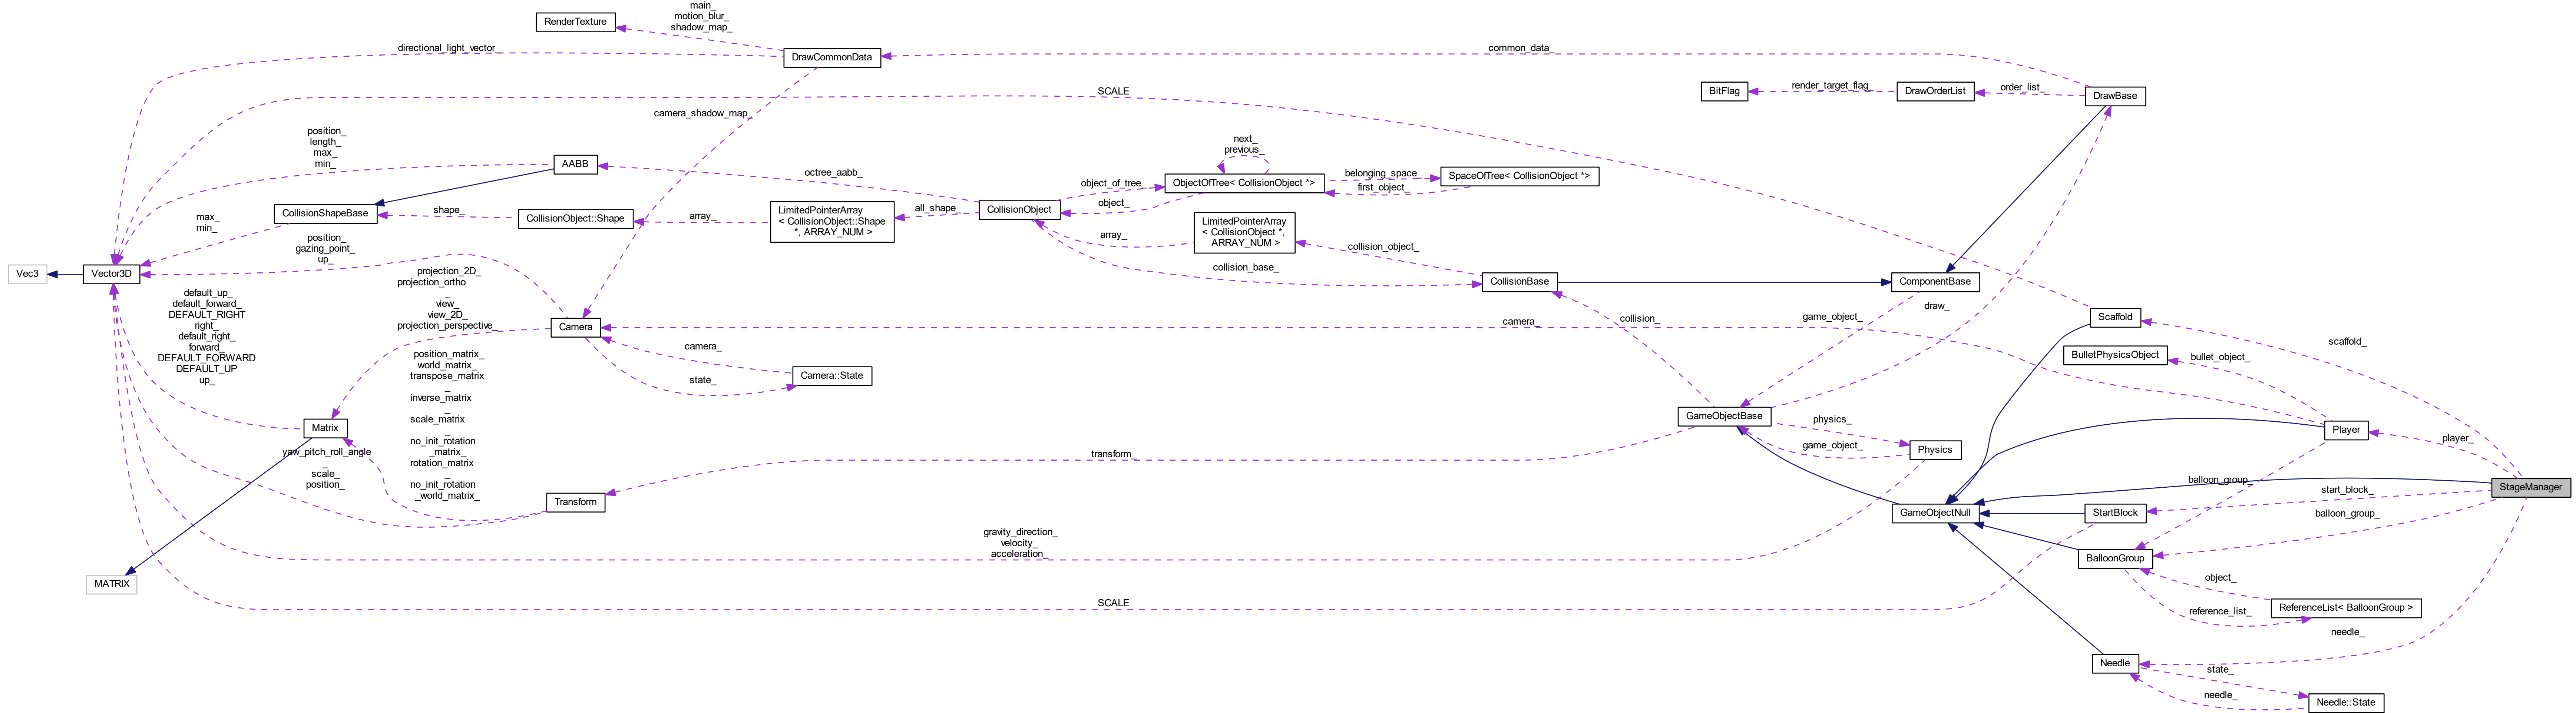 main_
motion_blur_
shadow_map_
RenderTexture
directional_light_vector_
DrawCommonData
common_data_
SCALE
BitFlag
render_target_flag_
DrawOrderList
order_list_
DrawBase
camera_shadow_map_
position_
length_
max_
min_
AABB
octree_aabb_
next_
previous_
object_of_tree_
ObjectOfTree< CollisionObject *>
belonging_space_
first_object_
SpaceOfTree< CollisionObject *>
object_
CollisionShapeBase
shape_
CollisionObject::Shape
array_
LimitedPointerArray
< CollisionObject::Shape
*, ARRAY_NUM >
all_shape_
CollisionObject
array_
LimitedPointerArray
< CollisionObject *,
ARRAY_NUM >
collision_object_
collision_base_
max_
min_
position_
gazing_point_
up_
Vec3
Vector3D
CollisionBase
ComponentBase
projection_2D_
projection_ortho
_
view_
view_2D_
projection_perspective_
default_up_
default_forward_
DEFAULT_RIGHT
right_
default_right_
forward_
DEFAULT_FORWARD
DEFAULT_UP
up_
Camera
camera_
collision_
game_object_
draw_
Scaffold
scaffold_
BulletPhysicsObject
bullet_object_
camera_
state_
Camera::State
position_matrix_
world_matrix_
transpose_matrix
_
inverse_matrix
_
scale_matrix
_
no_init_rotation
_matrix_
rotation_matrix
_
no_init_rotation
_world_matrix_
Matrix
yaw_pitch_roll_angle
_
scale_
position_
GameObjectBase
physics_
game_object_
Physics
Player
player_
transform_
Transform
balloon_group_
start_block_
StageManager
GameObjectNull
StartBlock
balloon_group_
gravity_direction_
velocity_
acceleration_
BalloonGroup
MATRIX
object_
SCALE
reference_list_
ReferenceList< BalloonGroup >
needle_
Needle
state_
needle_
Needle::State